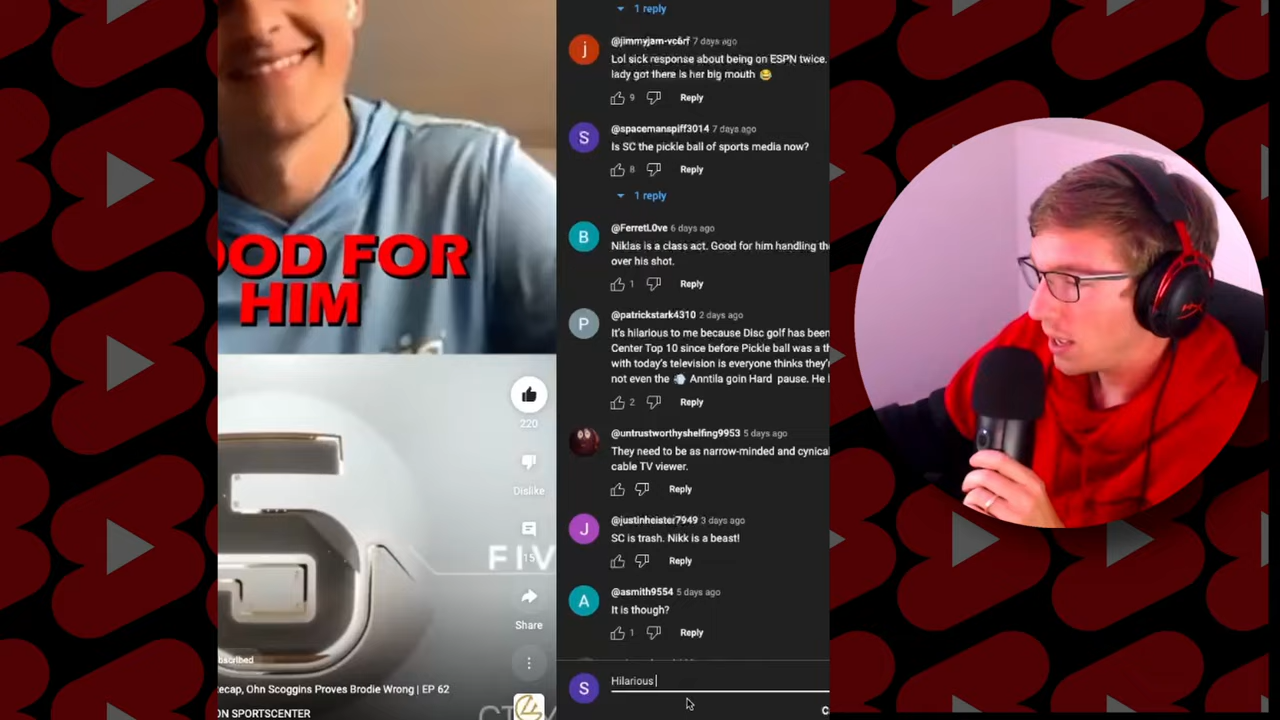 OOD FOR
HIM
220
Dislike
15
FIV
Share
bscribed
ecap, Ohn Scoggins Proves Brodie Wrong | EP 62
ON SPORTSCENTER
5
1 reply
@jimmyjam-vc6rf 7 days ago
Lol sick response about being on ESPN twice.
lady got there is her big mouth 😂
9 Reply
S
@spacemanspiff3014 7 days ago
Is SC the pickle ball of sports media now?
8 Reply
1 reply
B
@FerretL0ve 6 days ago
Niklas is a class act. Good for him handling the
over his shot.
1 Reply
P
@patrickstark4310 2 days ago
It's hilarious to me because Disc golf has been
Center Top 10 since before Pickle ball was a th
with today's television is everyone thinks they'r
not even the 💨 Anntila goin Hard pause. He
2 Reply
@untrustworthyshelfing9953 5 days ago
They need to be as narrow-minded and cynical
cable TV viewer.
Reply
J
@justinheister7949 3 days ago
SC is trash. Nikk is a beast!
Reply
A
@asmith9554 5 days ago
It is though?
1 Reply
S
Hilarious
C